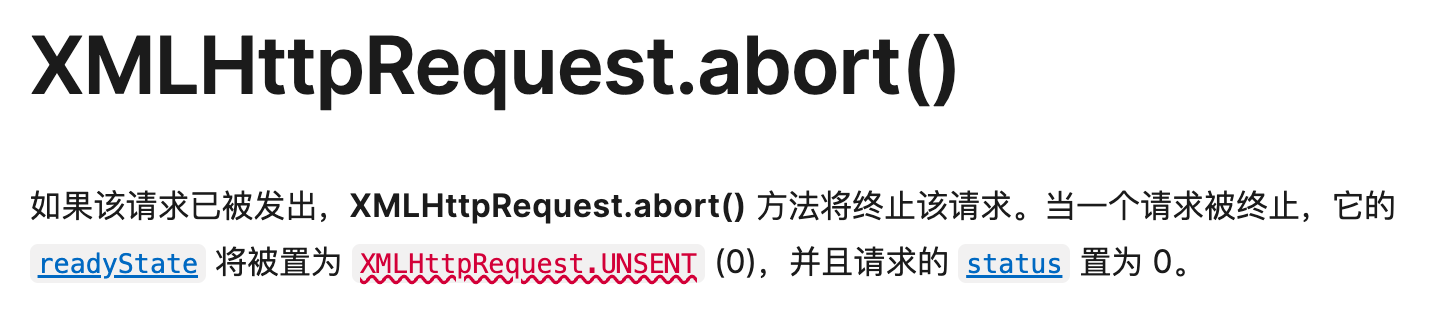 XMLHttpRequest.abort()
如果该请求已被发出，XMLHttpRequest.abort() 方法将终止该请求。当一个请求被终止，它的
readyState 将被置为 XMLHttpRequest.UNSENT (0)，并且请求的 status 置为 0。